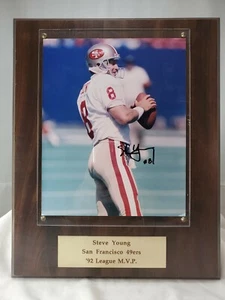 8
Steve Young
San Francisco 49ers
'92 League M.V.P.